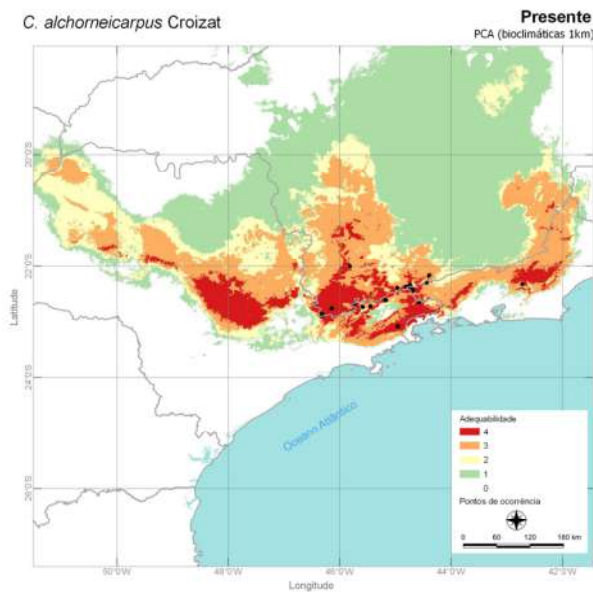 C. alchorneicarpus Croizat
Presente
PCA (bioclimáticas 1km)
20°0'S
22°0'S
24°0'S
26°0'S
Latitude
Oceano Atlântico
Adequabilidade
4
3
2
1
0
Pontos de ocorrência
0 60 120 180 km
50°0'W 48°0'W 46°0'W 44°0'W 42°0'W
Longitude